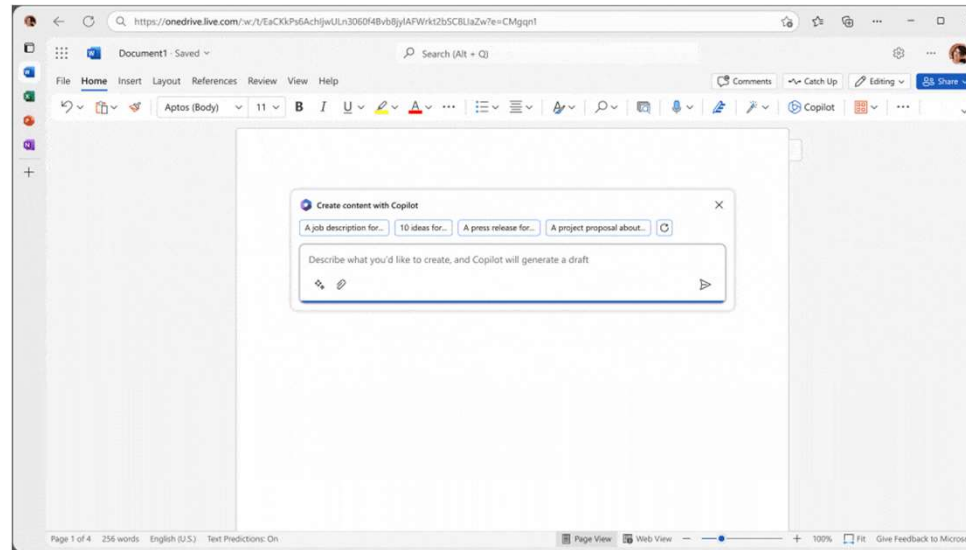 https://onedrive.live.com/:w:/t/EaCKkPs6AchljwULn3060f4Bvb8jylAFWrkt2bSC8LIaZw?e=CMgqn1
Document1 - Saved
Search (Alt + Q)
File Home Insert Layout References Review View Help
Comments Catch Up Editing Share
Aptos (Body) 11 B I U A Copilot
Create content with Copilot
A job description for... 10 ideas for... A press release for... A project proposal about...
Describe what you'd like to create, and Copilot will generate a draft
Page 1 of 4 256 words English (U.S.) Text Predictions: On Page View Web View 100% Fit Give Feedback to Micros